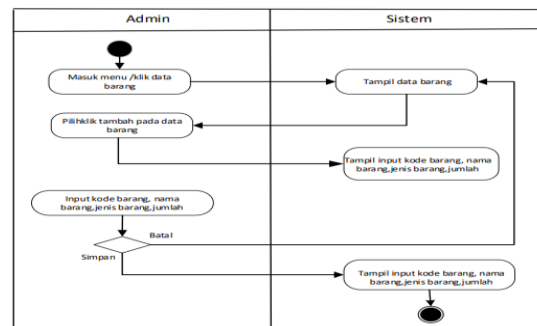 Admin
Sistem
Masuk menu /klik data
barang
Tampil data barang
Pilihklik tambah pada data
barang
Tampil input kode barang, nama
barang,jenis barang,jumlah
Input kode barang, nama
barang,jenis barang,jumlah
Batal
Simpan
Tampil input kode barang, nama
barang,jenis barang,jumlah